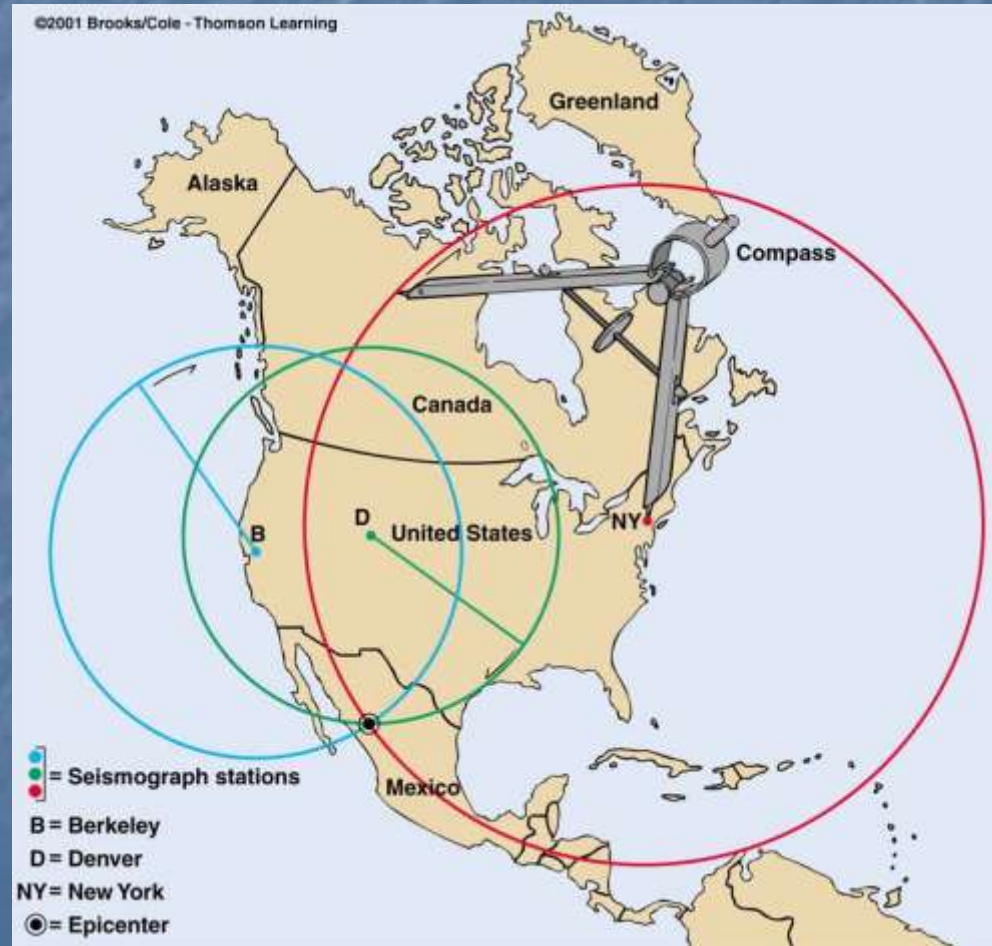 ©2001 Brooks/Cole - Thomson Learning
Greenland
Alaska
Compass
Canada
D
United States
NY
B
Mexico
= Seismograph stations
B = Berkeley
D = Denver
NY = New York
= Epicenter